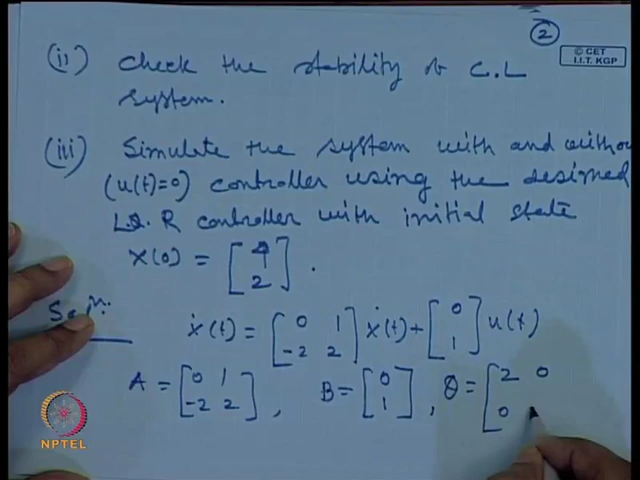 (2)
© CET
I.I.T. KGP
(ii) Check the stability of C.L
system.
(iii) Simulate the system with and without
(u(t)=0) controller using the designed
LQR controller with initial state
x(0) = [4 2].
Sol^n:
ẋ(t) = [0 1 -2 2] ẋ(t) + [0 1] u(t)
A = [0 1 -2 2], B = [0 1], Q = [2 0 0
NPTEL